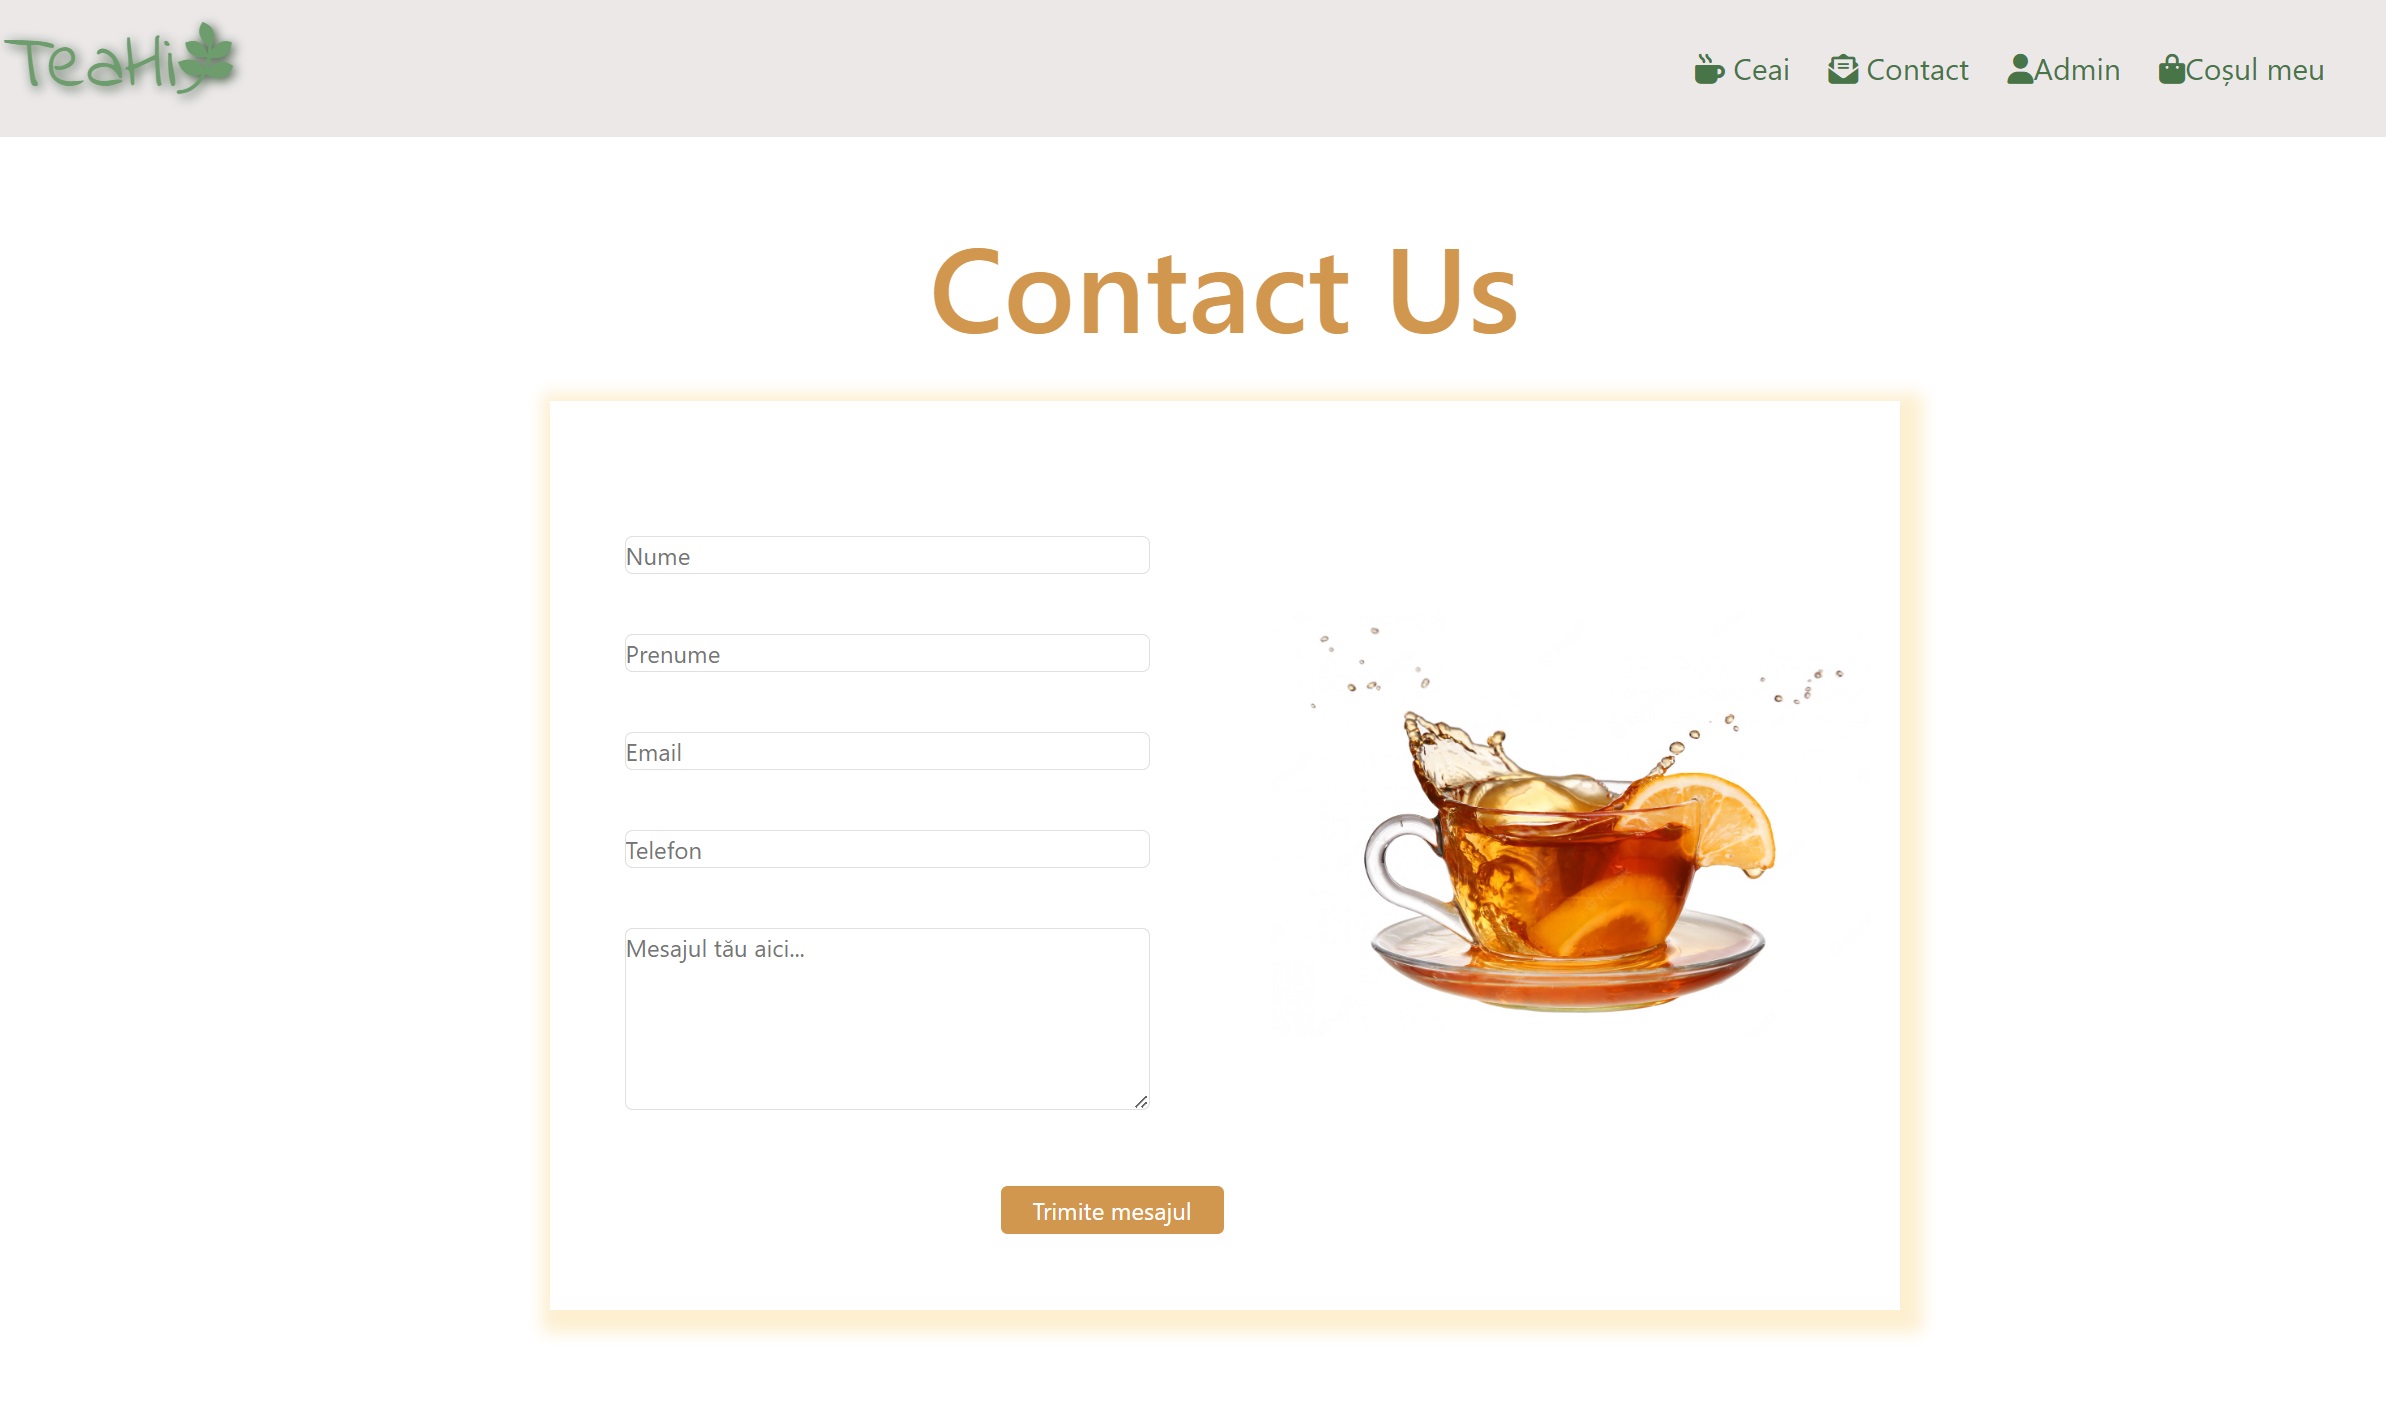 TeaHi
Ceai Contact Admin Coșul meu
Contact Us
Nume
Prenume
Email
Telefon
Mesajul tău aici...
Trimite mesajul